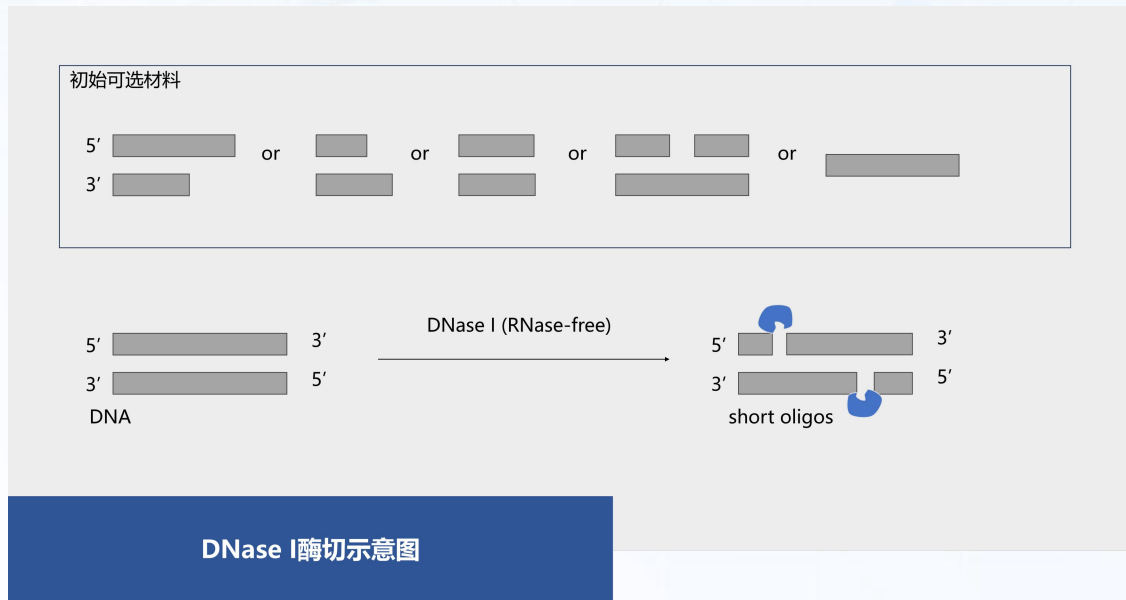 初始可选材料
5′ or or or or
3′
DNase I (RNase-free)
5′ 3′ 5′ 3′
3′ 5′ 3′ 5′
DNA short oligos
DNase I酶切示意图